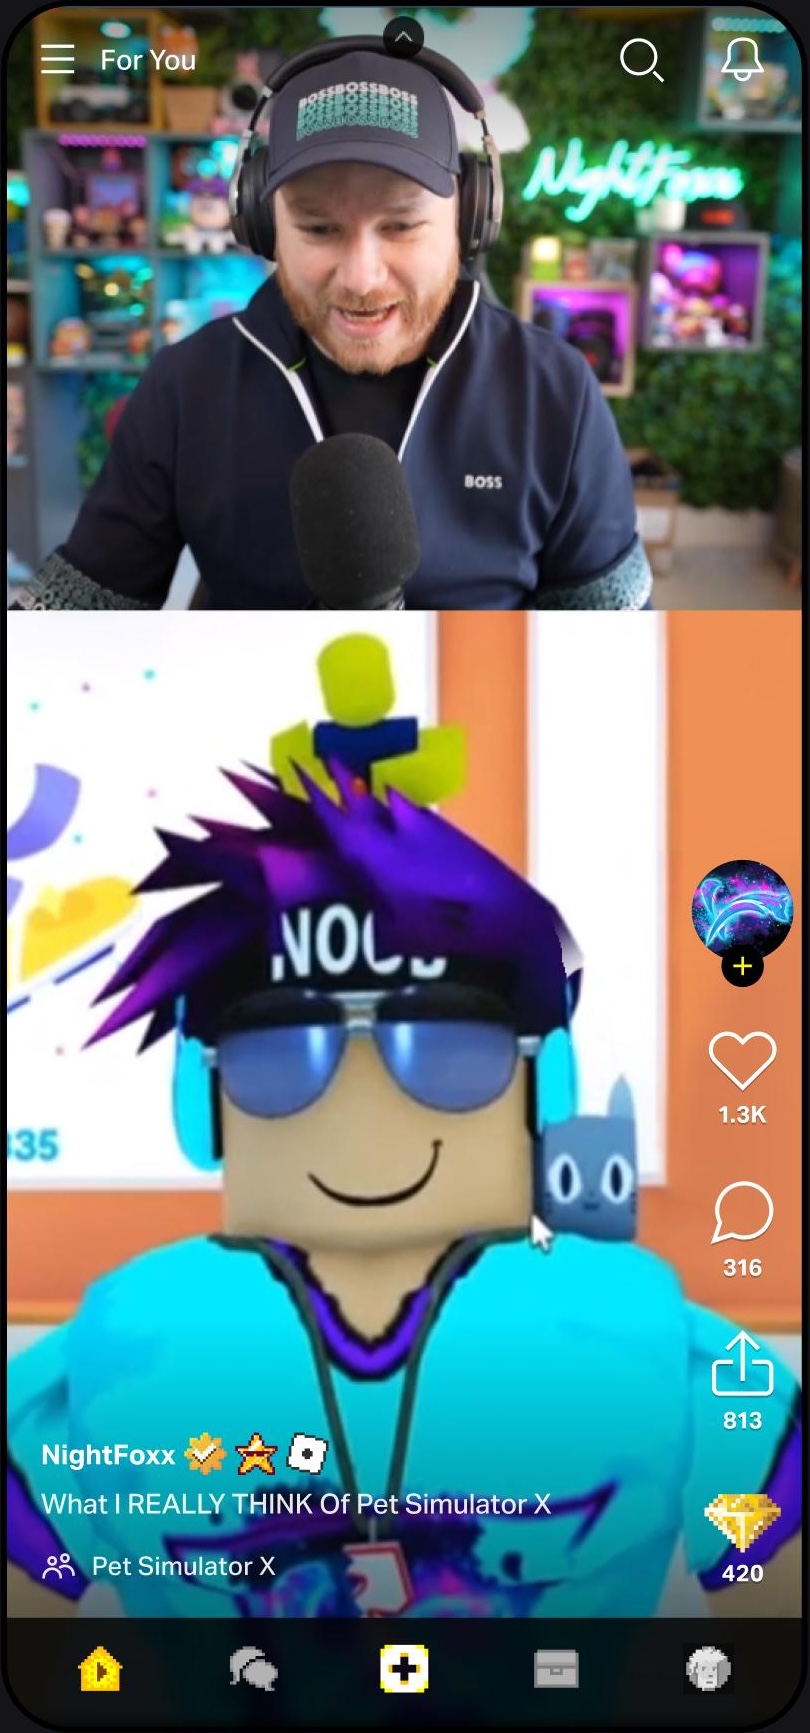 For You
BOSSBOSSBOSS
NightFoxx
BOSS
NOOB
335
1.3K
316
813
NightFoxx
What I REALLY THINK Of Pet Simulator X
420
Pet Simulator X